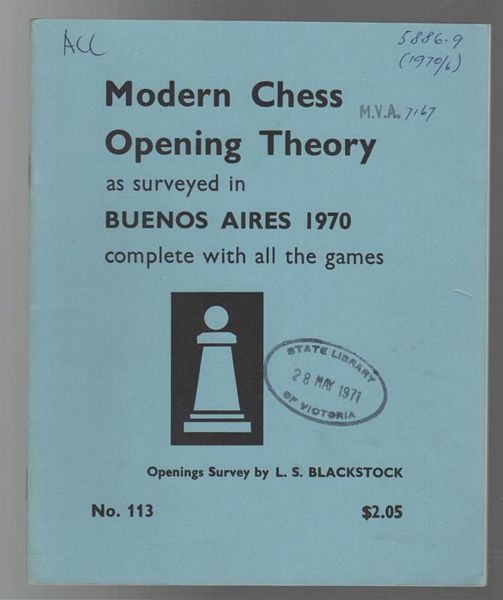 ACC
5886-9
(1970/6)
Modern Chess
M.V.A. 7167
Opening Theory
as surveyed in
BUENOS AIRES 1970
complete with all the games
STATE LIBRARY
28 MAY 1971
OF VICTORIA
Openings Survey by L. S. BLACKSTOCK
No. 113
$2.05